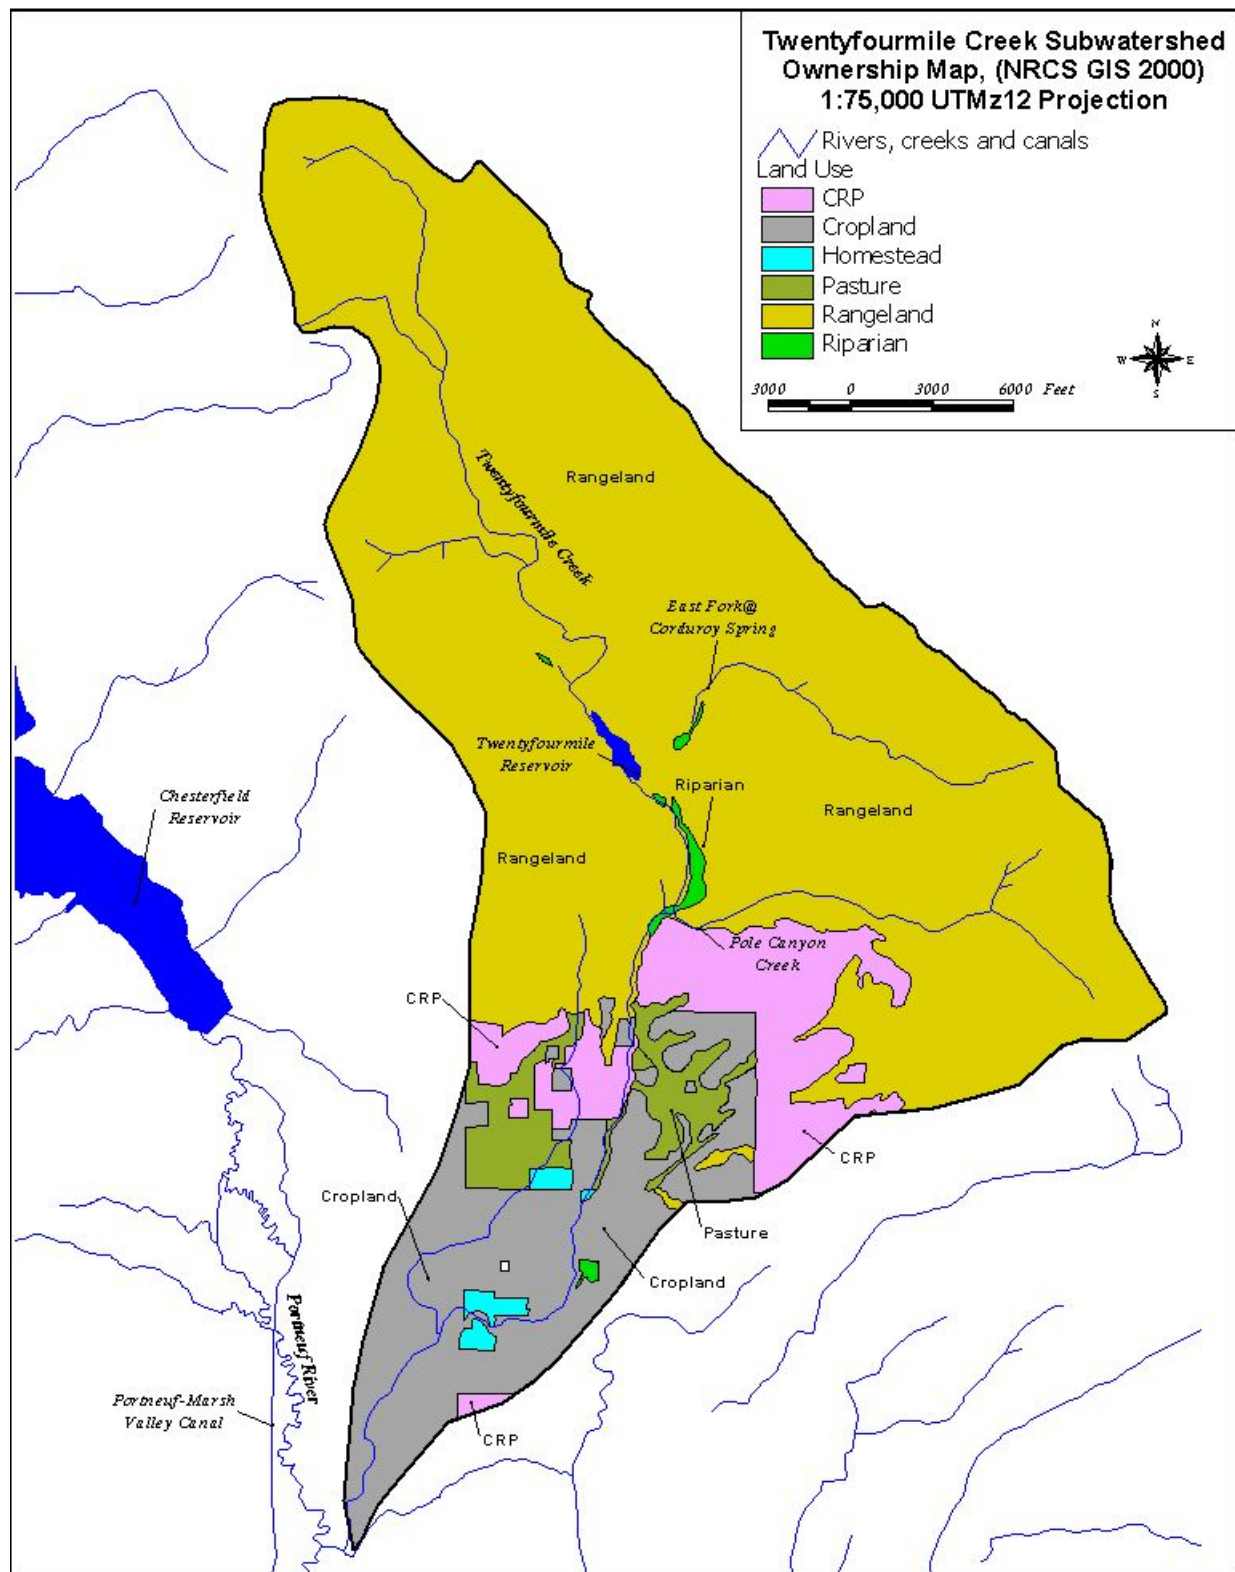 Twentyfourmile Creek Subwatershed
Ownership Map, (NRCS GIS 2000)
1:75,000 UTMz12 Projection
Rivers, creeks and canals
Land Use
CRP
Cropland
Homestead
Pasture
Rangeland
Riparian
N
W E
S
3000 0 3000 6000 Feet
Rangeland
Twentyfourmile Creek
East Fork@
Corduroy Spring
Twentyfourmile
Reservoir
Riparian
Chesterfield
Reservoir
Rangeland
Rangeland
Pole Canyon
Creek
CRP
CRP
Cropland
Pasture
Cropland
Portneuf River
Portneuf-Marsh
Valley Canal
CRP